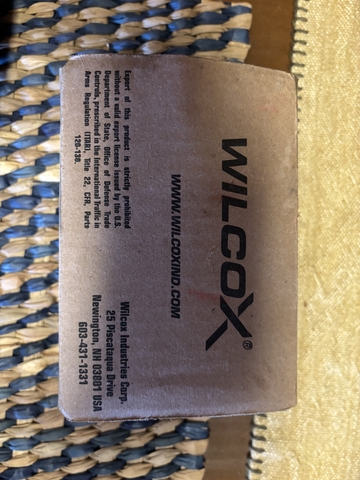 WILCOX®
WWW.WILCOXIND.COM
Export of this product is strictly prohibited
without a valid export license issued by the U.S.
Department of State, Office of Defense Trade
Controls, prescribed in the International Traffic in
Arms Regulation (ITAR), Title 22, CFR, Parts
120-130.
Wilcox Industries Corp.
25 Piscataqua Drive
Newington, NH 03801 USA
603-431-1331